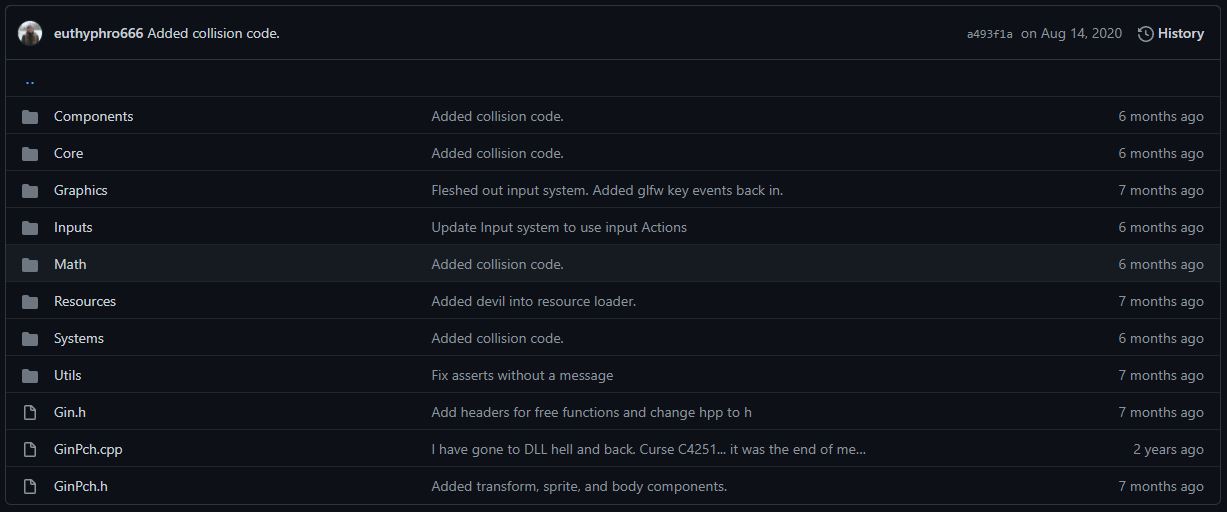 euthyphro666 Added collision code. a493f1a on Aug 14, 2020 History
..
Components Added collision code. 6 months ago
Core Added collision code. 6 months ago
Graphics Fleshed out input system. Added glfw key events back in. 7 months ago
Inputs Update Input system to use input Actions 6 months ago
Math Added collision code. 6 months ago
Resources Added devil into resource loader. 7 months ago
Systems Added collision code. 6 months ago
Utils Fix asserts without a message 7 months ago
Gin.h Add headers for free functions and change hpp to h 7 months ago
GinPch.cpp I have gone to DLL hell and back. Curse C4251... it was the end of me... 2 years ago
GinPch.h Added transform, sprite, and body components. 7 months ago